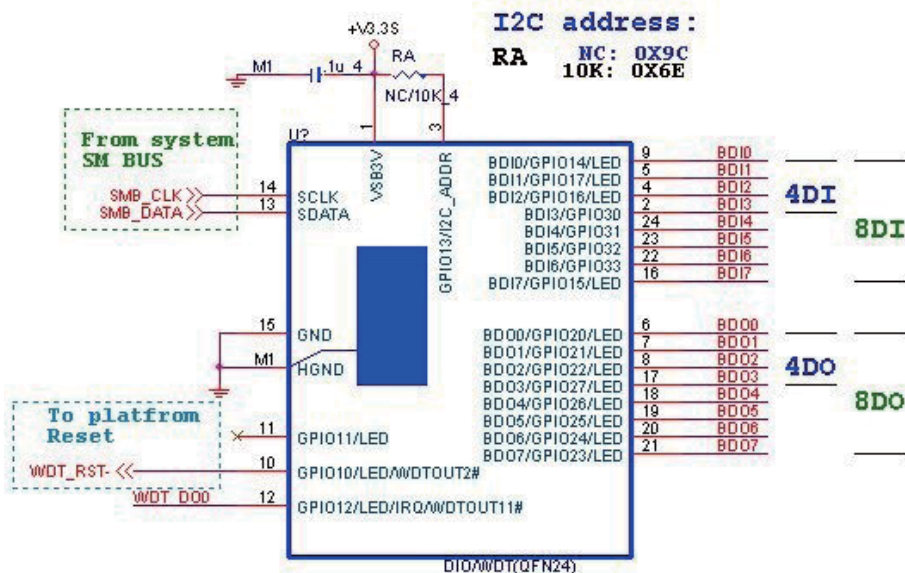 I2C address:
RA NC: 0X9C
10K: 0X6E
+V3.3S
M1 .1u_4 RA
NC/10K_4
From system
SM BUS
SMB_CLK
SMB_DATA
U?
1
3
14
13
SCLK
SDATA
VSB3V
GPIO13/I2C_ADDR
BDI0/GPIO14/LED 9 BDI0
BDI1/GPIO17/LED 5 BDI1
BDI2/GPIO16/LED 4 BDI2
BDI3/GPIO30 2 BDI3
BDI4/GPIO31 24 BDI4
BDI5/GPIO32 23 BDI5
BDI6/GPIO33 22 BDI6
BDI7/GPIO15/LED 16 BDI7
4DI
8DI
15 GND
M1 HGND
BDO0/GPIO20/LED 6 BDO0
BDO1/GPIO21/LED 7 BDO1
BDO2/GPIO22/LED 8 BDO2
BDO3/GPIO27/LED 17 BDO3
BDO4/GPIO26/LED 18 BDO4
BDO5/GPIO25/LED 19 BDO5
BDO6/GPIO24/LED 20 BDO6
BDO7/GPIO23/LED 21 BDO7
4DO
8DO
To platfrom
Reset
WDT_RST-
11 GPIO11/LED
10 GPIO10/LED/WDTOUT2#
WDT_DO0 12 GPIO12/LED/IRQ/WDTOUT11#
DIO/WDT(QFN24)